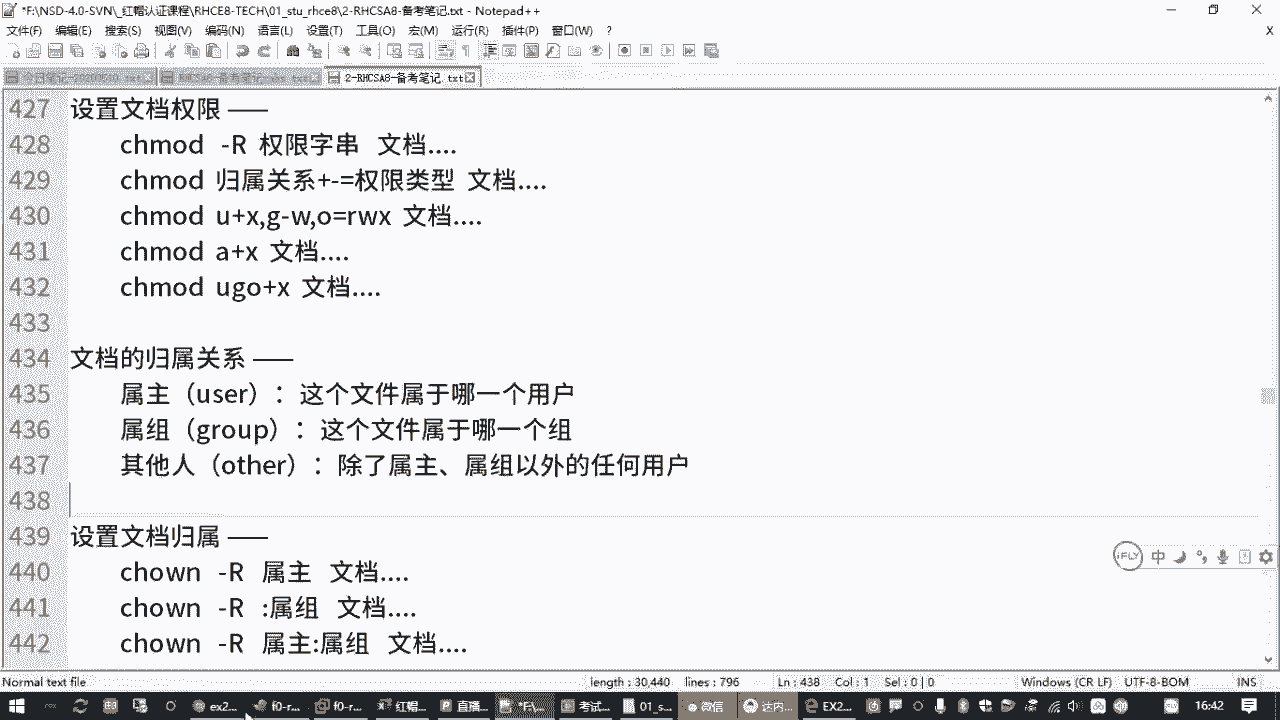 *F:\NSD-4.0-SVN\_红帽认证课程\RHCE8-TECH\01_stu_rhce8\2-RHCSA8-备考笔记.txt - Notepad++
文件(F) 编辑(E) 搜索(S) 视图(V) 编码(N) 语言(L) 设置(T) 工具(O) 宏(M) 运行(R) 插件(P) 窗口(W) ? X
2-RHCSA8-备考笔记.txt
427 设置文档权限 ——
428 chmod -R 权限字串 文档....
429 chmod 归属关系+-=权限类型 文档....
430 chmod u+x,g-w,o=rwx 文档....
431 chmod a+x 文档....
432 chmod ugo+x 文档....
433
434 文档的归属关系 ——
435 属主（user）：这个文件属于哪一个用户
436 属组（group）：这个文件属于哪一个组
437 其他人（other）：除了属主、属组以外的任何用户
438
439 设置文档归属 ——
440 chown -R 属主 文档....
441 chown -R :属组 文档....
442 chown -R 属主:属组 文档....
iFLY 中
Normal text file length : 30,440 lines : 796 Ln : 438 Col : 1 Sel : 0 | 0 Windows (CR LF) UTF-8-BOM INS
ex2... f0-r... f0-r... 红帽... 直播... *F:\... 考试... 01_s... 微信 达内... EX2... 16:42